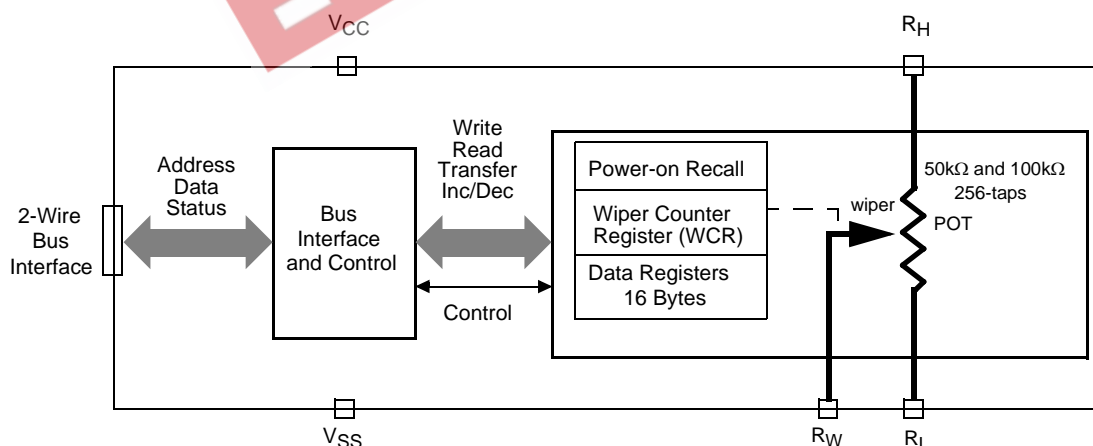 VCC
RH
Write
Read
Transfer
Inc/Dec
Address
Data
Status
Power-on Recall
50kΩ and 100kΩ
256-taps
wiper
POT
2-Wire
Bus
Interface
Bus
Interface
and Control
Wiper Counter
Register (WCR)
Data Registers
16 Bytes
Control
VSS
RW